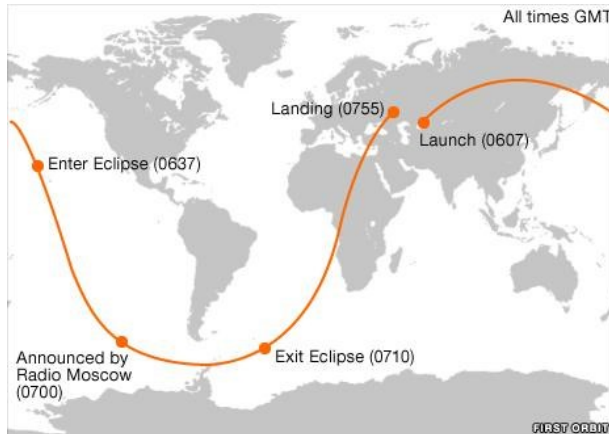 All times GMT
Landing (0755)
Launch (0607)
Enter Eclipse (0637)
Announced by
Radio Moscow
(0700)
Exit Eclipse (0710)
FIRST ORBIT